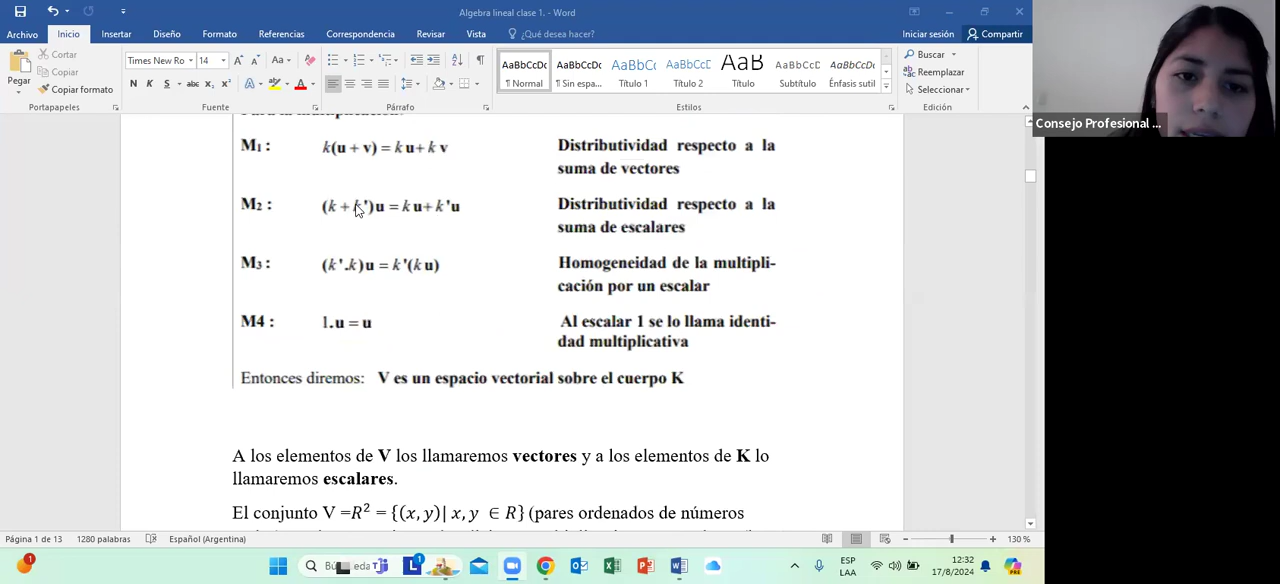 Algebra lineal clase 1. - Word
Archivo Inicio Insertar Diseño Formato Referencias Correspondencia Revisar Vista ¿Qué desea hacer? Iniciar sesión Compartir
Pegar Cortar Copiar Copiar formato
Times New Ro 14
N K S abc x₂ x²
AaBbCcDc AaBbCcDc AaBbCc AaBbCcD AaB AaBbCcD AaBbCcDc
¶ Normal ¶ Sin espa... Título 1 Título 2 Título Subtítulo Énfasis sutil
Buscar
Reemplazar
Seleccionar
Portapapeles Fuente Párrafo Estilos Edición
Consejo Profesional ...
M₁ : k(u + v) = k u + k v Distributividad respecto a la
suma de vectores
M₂ : (k + k')u = k u + k'u Distributividad respecto a la
suma de escalares
M₃ : (k'.k)u = k'(k u) Homogeneidad de la multipli-
cación por un escalar
M4 : 1.u = u Al escalar 1 se lo llama identi-
dad multiplicativa
Entonces diremos: V es un espacio vectorial sobre el cuerpo K
A los elementos de V los llamaremos vectores y a los elementos de K lo
llamaremos escalares.
El conjunto V =R² = {(x, y)| x, y ∈ R} (pares ordenados de números
Página 1 de 13 1280 palabras Español (Argentina) 130 %
ESP
LAA
12:32
17/8/2024